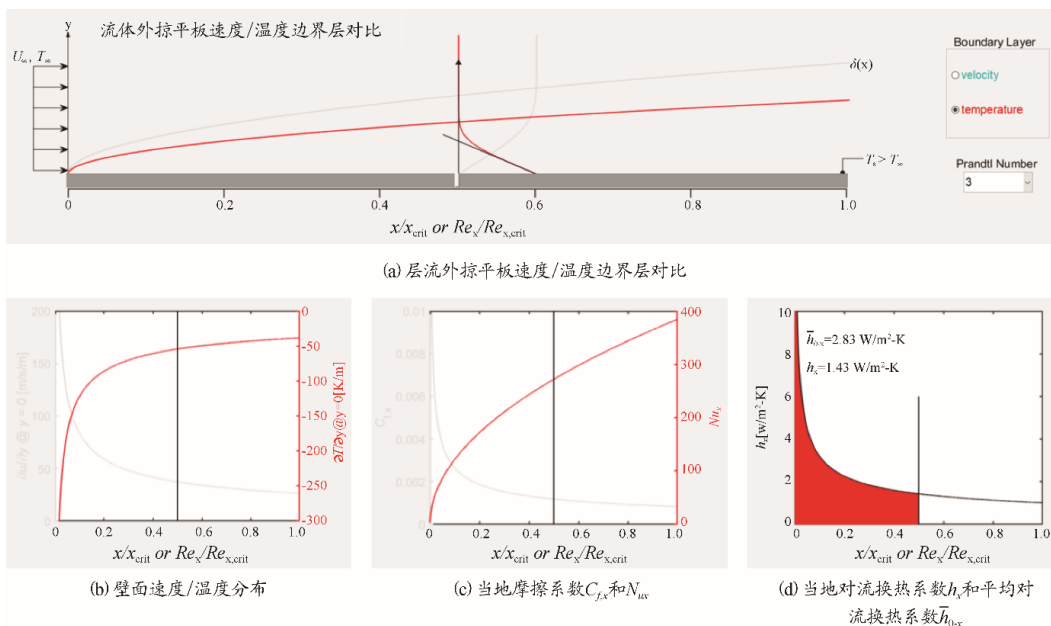 流体外掠平板速度/温度边界层对比
y
U∞, T∞
δ(x)
Boundary Layer
velocity
temperature
Prandtl Number
3
Ts > T∞
0 0.2 0.4 0.6 0.8 1.0
x/xcrit or Rex/Rex,crit
(a) 层流外掠平板速度/温度边界层对比
200
150
100
50
0
∂u/∂y @ y = 0 [m/s/m]
0
-50
-100
-150
-200
-250
-300
∂T/∂y@y=0[K/m]
0 0.2 0.4 0.6 0.8 1.0
x/xcrit or Rex/Rex,crit
(b) 壁面速度/温度分布
0.01
0.008
0.006
0.004
0.002
0
Cf,x
400
300
200
100
0
Nux
0 0.2 0.4 0.6 0.8 1.0
x/xcrit or Rex/Rex,crit
(c) 当地摩擦系数Cf,x和Nux
10
8
6
4
2
0
hx[w/m²-K]
h̅0-x=2.83 W/m²-K
hx=1.43 W/m²-K
0 0.2 0.4 0.6 0.8 1.0
x/xcrit or Rex/Rex,crit
(d) 当地对流换热系数hx和平均对
流换热系数h̅0-x